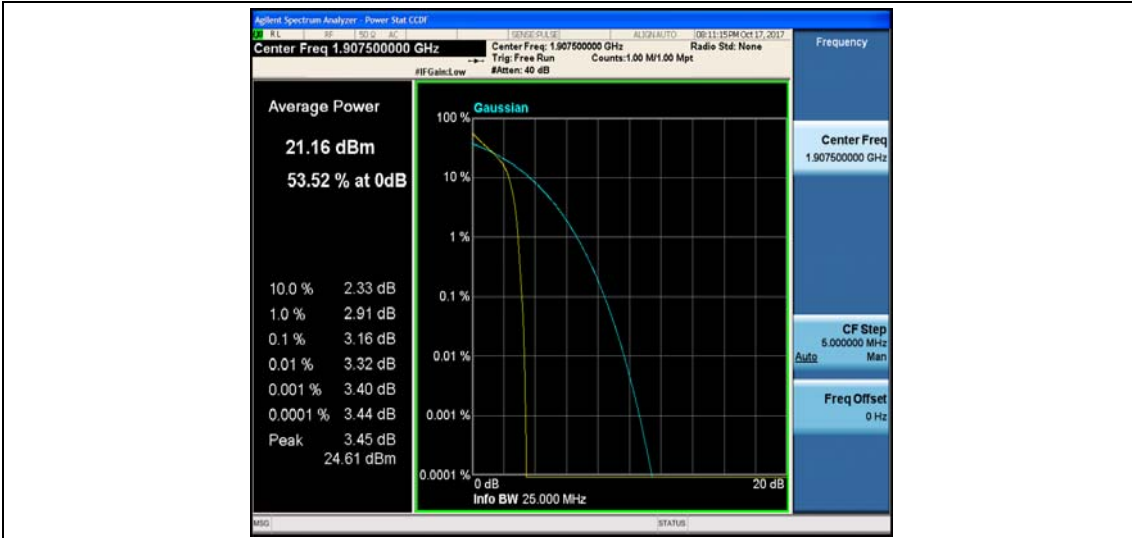 Agilent Spectrum Analyzer - Power Stat CCDF
RL RF 50 Ω AC SENSE:PULSE ALIGNAUTO 08:11:15 PM Oct 17, 2017
Center Freq 1.907500000 GHz
Center Freq: 1.907500000 GHz Radio Std: None
Trig: Free Run Counts:1.00 M/1.00 Mpt
#IFGain:Low #Atten: 40 dB
Frequency
Average Power
21.16 dBm
53.52 % at 0dB
10.0 % 2.33 dB
1.0 % 2.91 dB
0.1 % 3.16 dB
0.01 % 3.32 dB
0.001 % 3.40 dB
0.0001 % 3.44 dB
Peak 3.45 dB
24.61 dBm
Gaussian
100 %
10 %
1 %
0.1 %
0.01 %
0.001 %
0.0001 %
0 dB 20 dB
Info BW 25.000 MHz
Center Freq
1.907500000 GHz
CF Step
5.000000 MHz
Auto Man
Freq Offset
0 Hz
MSG STATUS